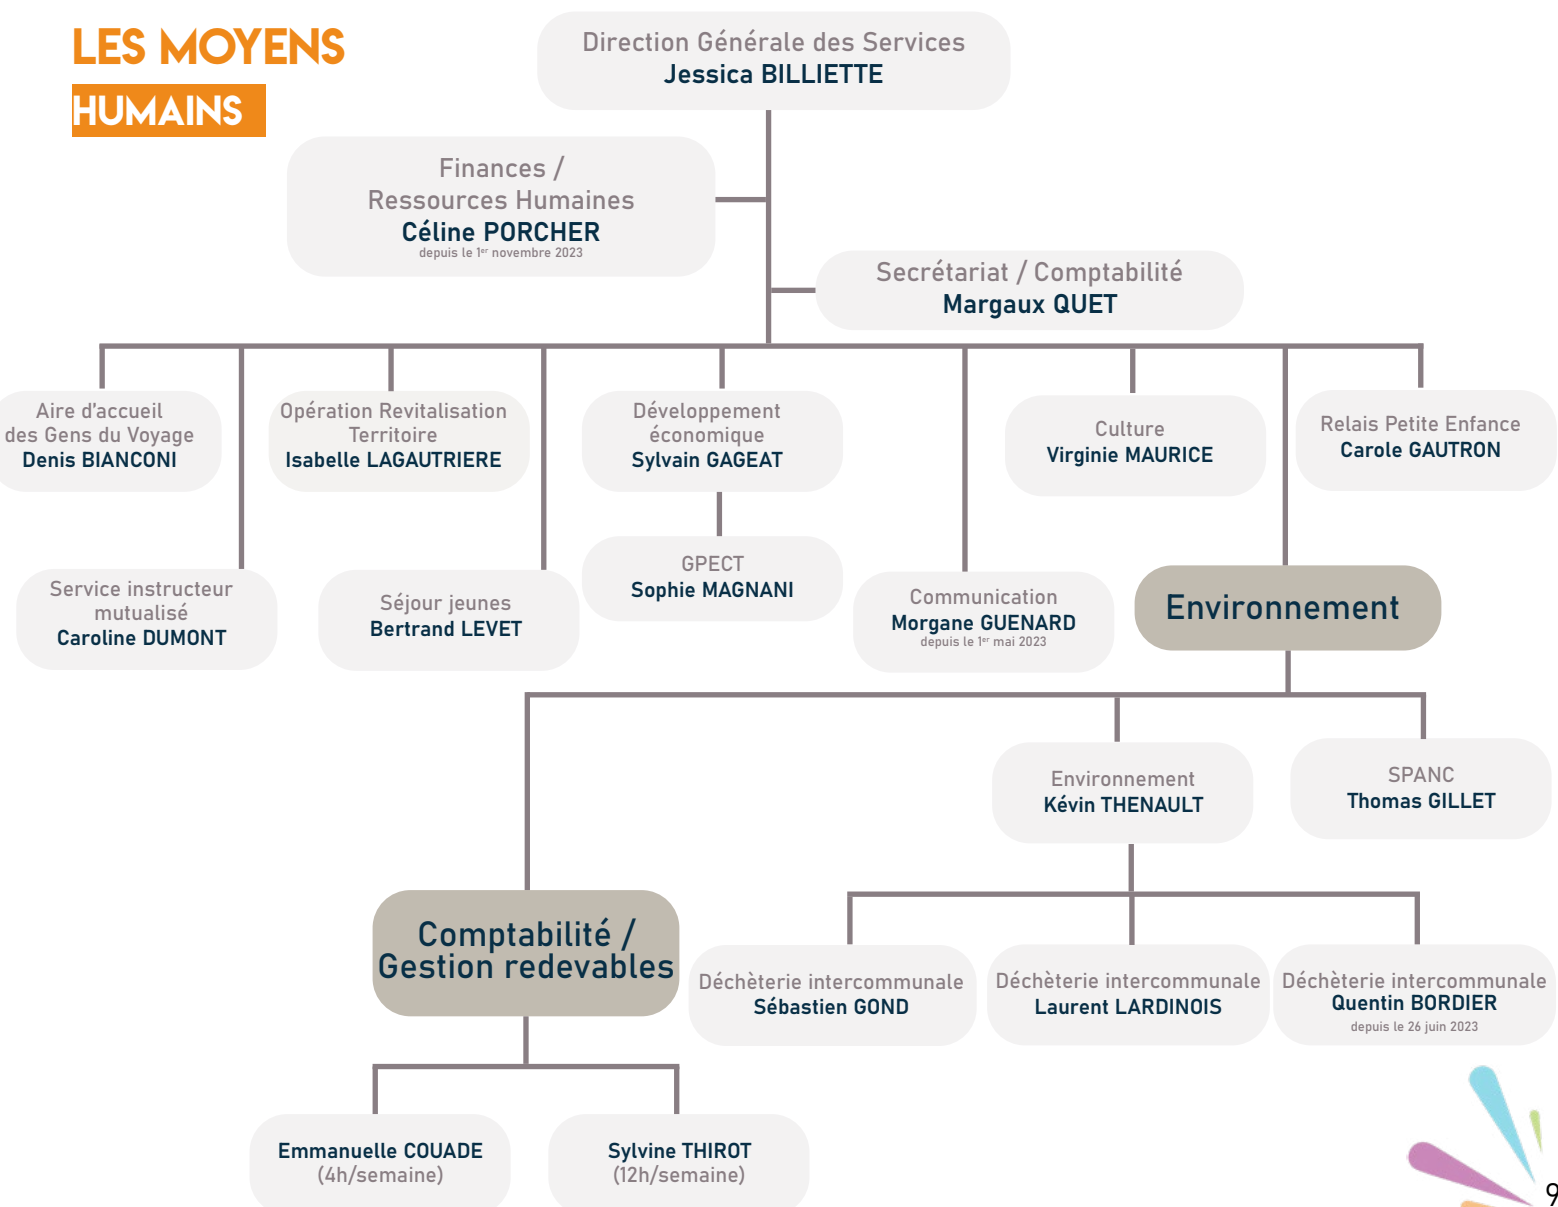 LES MOYENS
HUMAINS
Direction Générale des Services
Jessica BILLIETTE
Finances /
Ressources Humaines
Céline PORCHER
depuis le 1er novembre 2023
Secrétariat / Comptabilité
Margaux QUET
Aire d'accueil
des Gens du Voyage
Denis BIANCONI
Opération Revitalisation
Territoire
Isabelle LAGAUTRIERE
Développement
économique
Sylvain GAGEAT
Culture
Virginie MAURICE
Relais Petite Enfance
Carole GAUTRON
Service instructeur
mutualisé
Caroline DUMONT
Séjour jeunes
Bertrand LEVET
GPECT
Sophie MAGNANI
Communication
Morgane GUENARD
depuis le 1er mai 2023
Environnement
Environnement
Kévin THENAULT
SPANC
Thomas GILLET
Comptabilité /
Gestion redevables
Déchèterie intercommunale
Sébastien GOND
Déchèterie intercommunale
Laurent LARDINOIS
Déchèterie intercommunale
Quentin BORDIER
depuis le 26 juin 2023
Emmanuelle COUADE
(4h/semaine)
Sylvine THIROT
(12h/semaine)
9